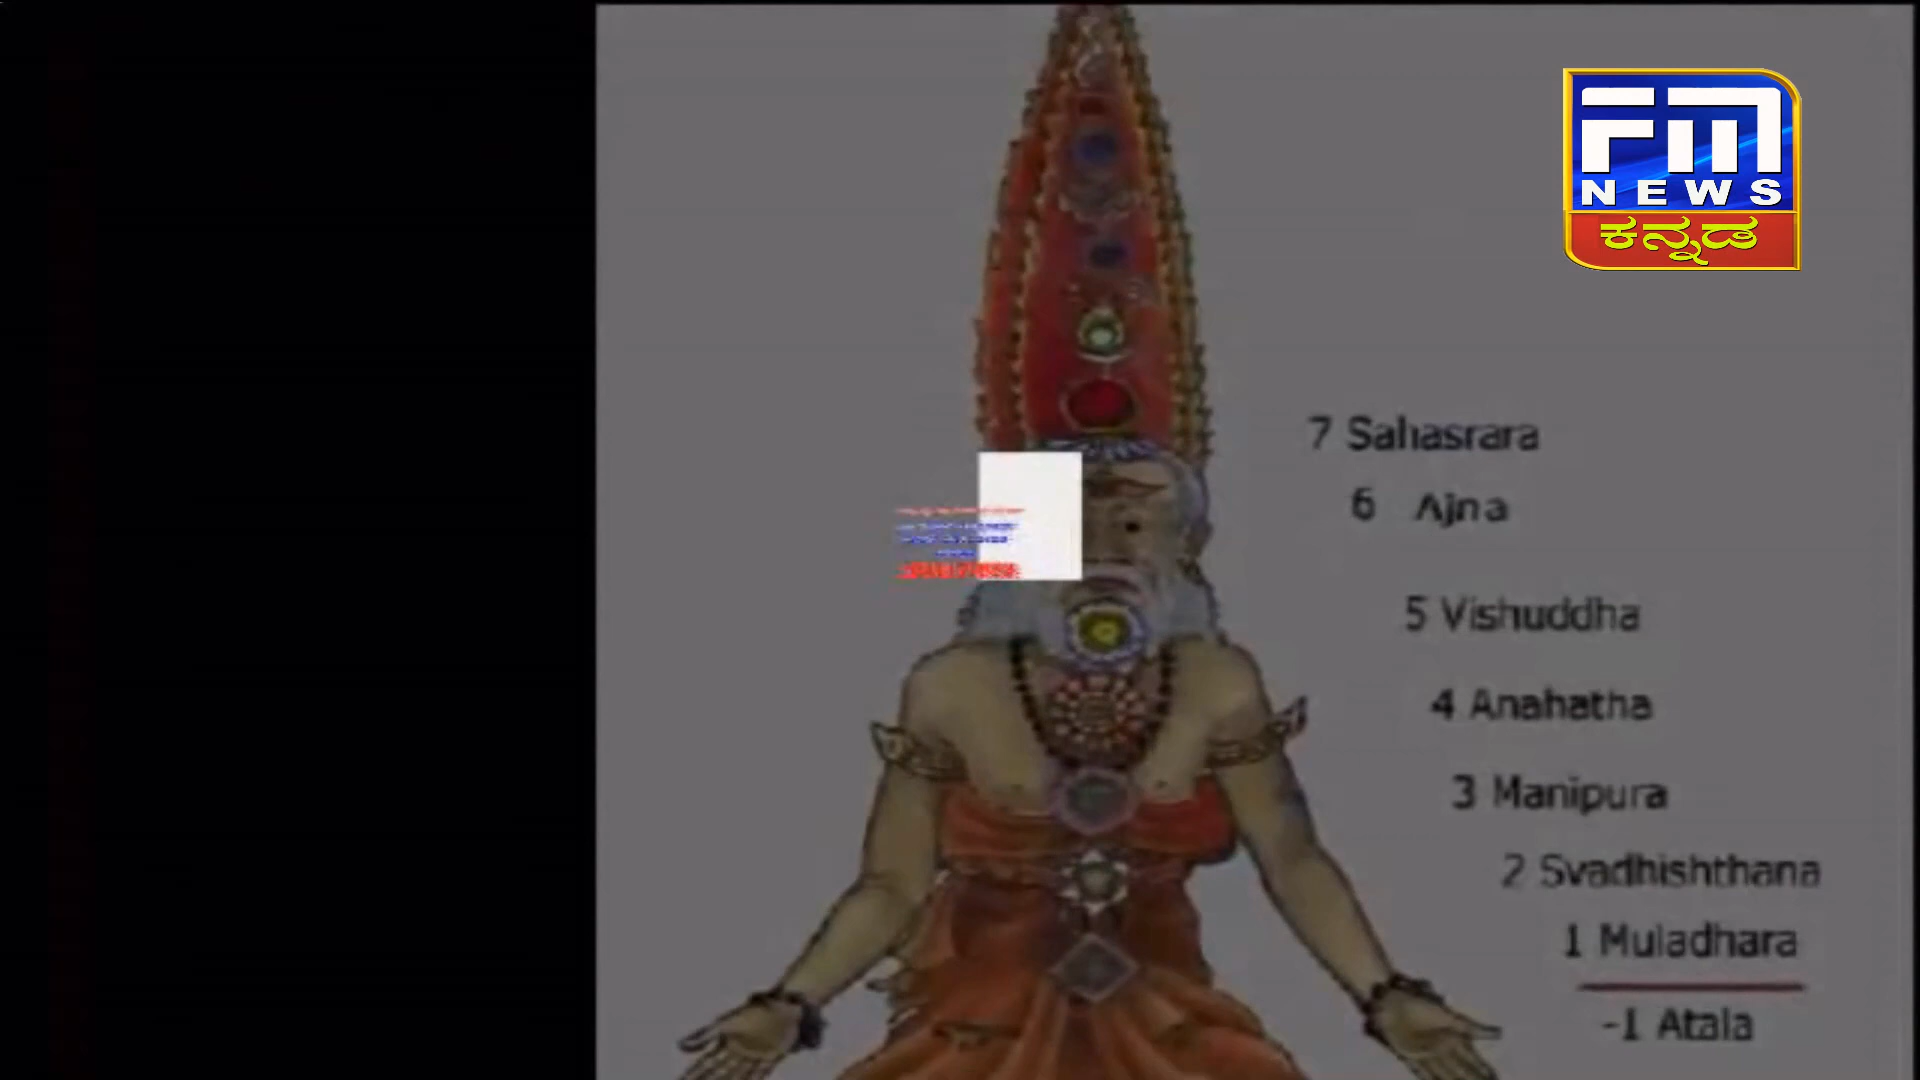 FM
NEWS
ಕನ್ನಡ
7 Sahasrara
6 Ajna
5 Vishuddha
4 Anahatha
3 Manipura
2 Svadhishthana
1 Muladhara
-1 Atala